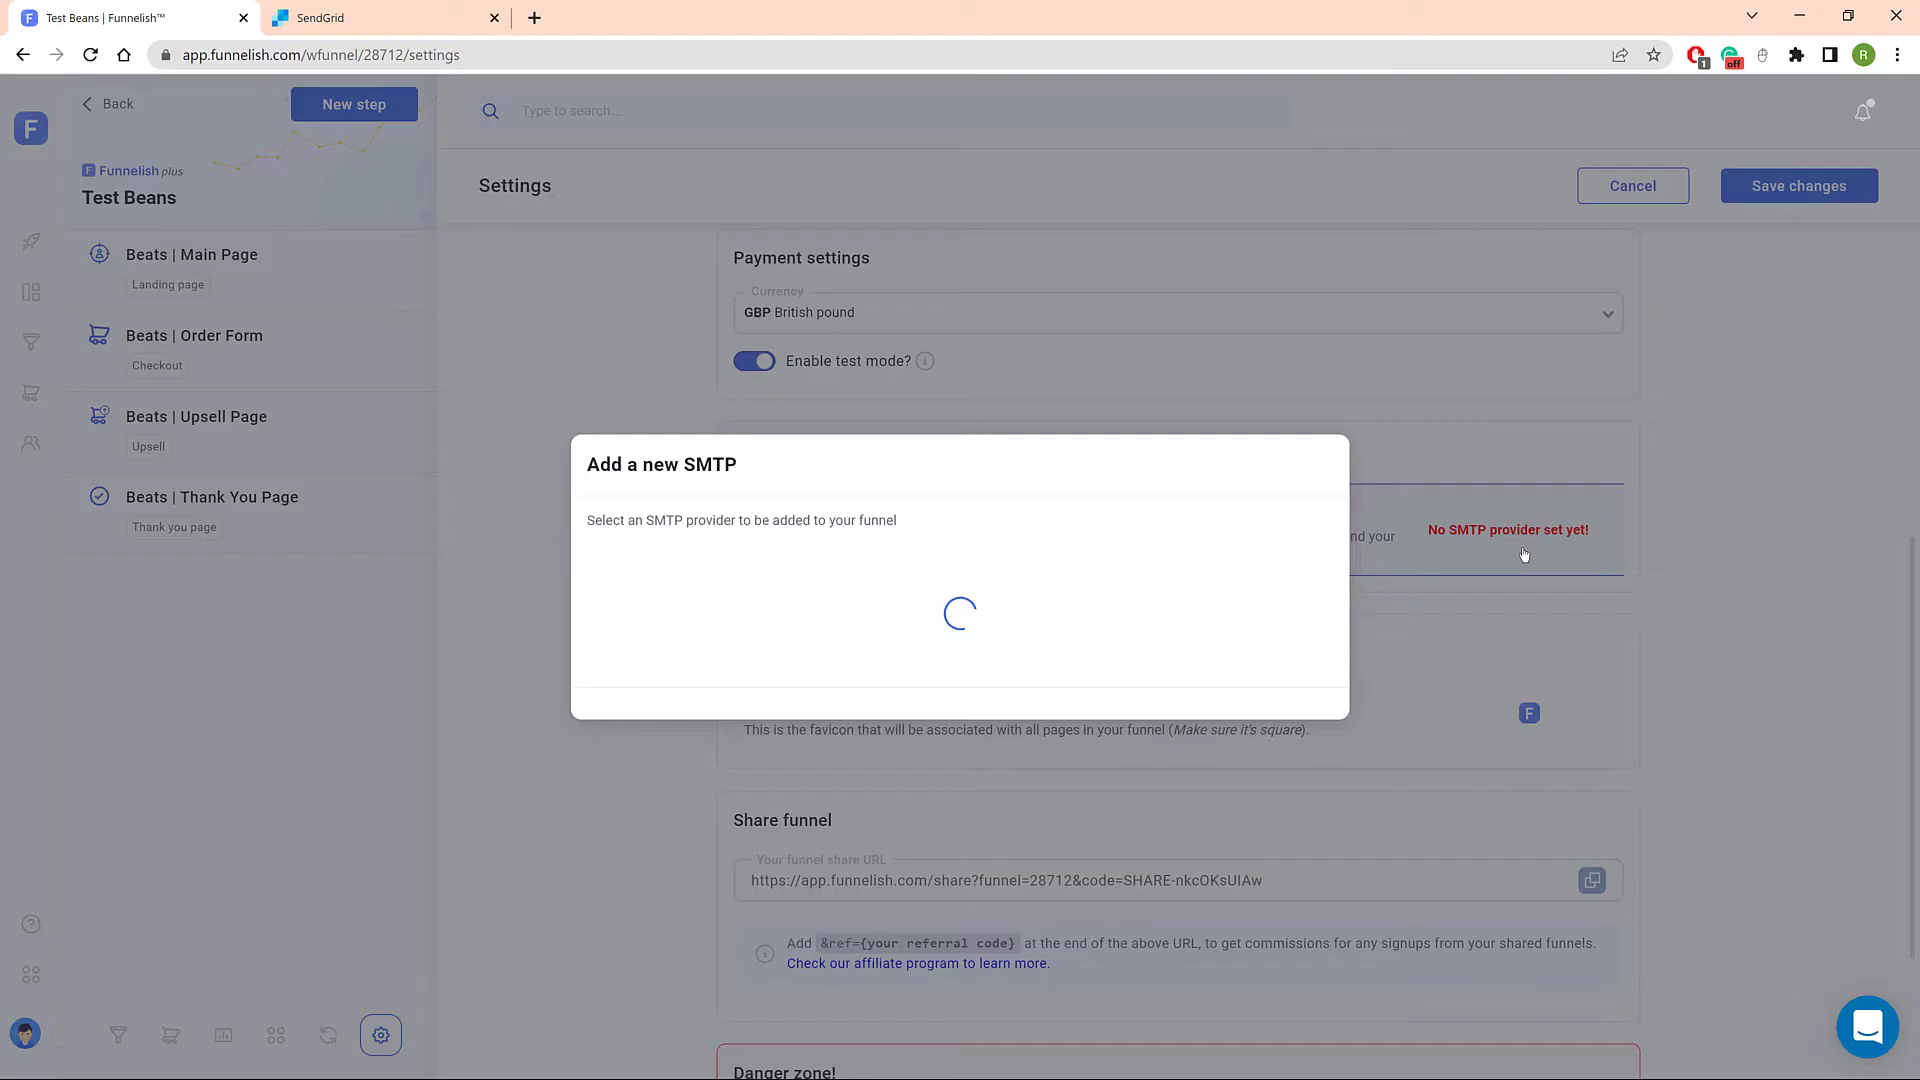 Test Beans | Funnelish™
SendGrid
app.funnelish.com/wfunnel/28712/settings
1
off
R
F
Back
New step
Type to search...
F Funnelish plus
Test Beans
Settings
Cancel
Save changes
Beats | Main Page
Landing page
Beats | Order Form
Checkout
Beats | Upsell Page
Upsell
Beats | Thank You Page
Thank you page
Payment settings
Currency
GBP British pound
Enable test mode?
Add a new SMTP
Select an SMTP provider to be added to your funnel
nd your
No SMTP provider set yet!
F
This is the favicon that will be associated with all pages in your funnel (Make sure it's square).
Share funnel
Your funnel share URL
https://app.funnelish.com/share?funnel=28712&code=SHARE-nkcOKsUIAw
Add &ref={your referral code} at the end of the above URL, to get commissions for any signups from your shared funnels.
Check our affiliate program to learn more.
Danger zone!